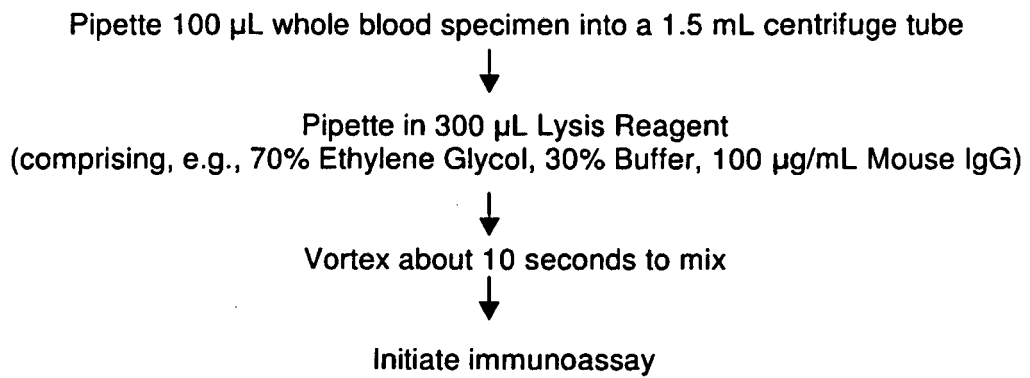 Pipette 100 µL whole blood specimen into a 1.5 mL centrifuge tube
Pipette in 300 µL Lysis Reagent
(comprising, e.g., 70% Ethylene Glycol, 30% Buffer, 100 µg/mL Mouse IgG)
Vortex about 10 seconds to mix
Initiate immunoassay